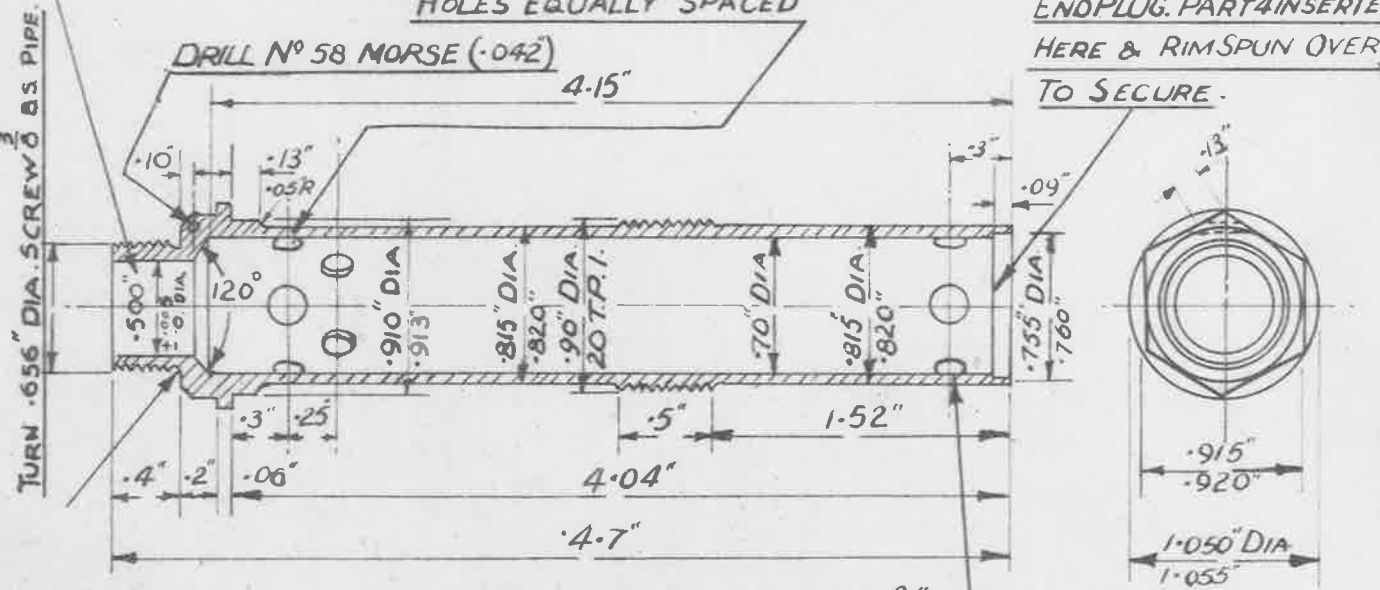 HOLES EQUALLY SPACED
DRILL Nº 58 MORSE (·042")
4·15"
ENDPLUG. PART 4 INSERTE
HERE & RIM SPUN OVER
TO SECURE.
TURN ·656" DIA. SCREW 3/8 B.S. PIPE.
·10"
·13"
·05R
·3"
·09"
·13"
·500"
120°
·910" DIA
·913"
·815" DIA.
·820"
·90" DIA.
20 T.P.I.
·70" DIA
·815" DIA.
·820"
·755" DIA.
·760"
·3"
·25"
·5"
1·52"
·4"
·2"
·06"
4·04"
·4·7"
·915"
·920"
1·050" DIA
1·055"